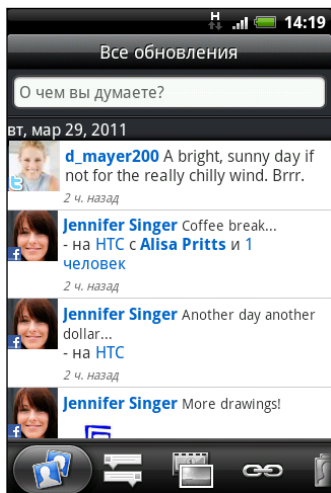 H 14:19
Все обновления
О чем вы думаете?
вт, мар 29, 2011
d_mayer200 A bright, sunny day if
not for the really chilly wind. Brrr.
2 ч. назад
Jennifer Singer Coffee break...
- на HTC с Alisa Pritts и 1
человек
2 ч. назад
Jennifer Singer Another day another
dollar...
- на HTC
2 ч. назад
Jennifer Singer More drawings!